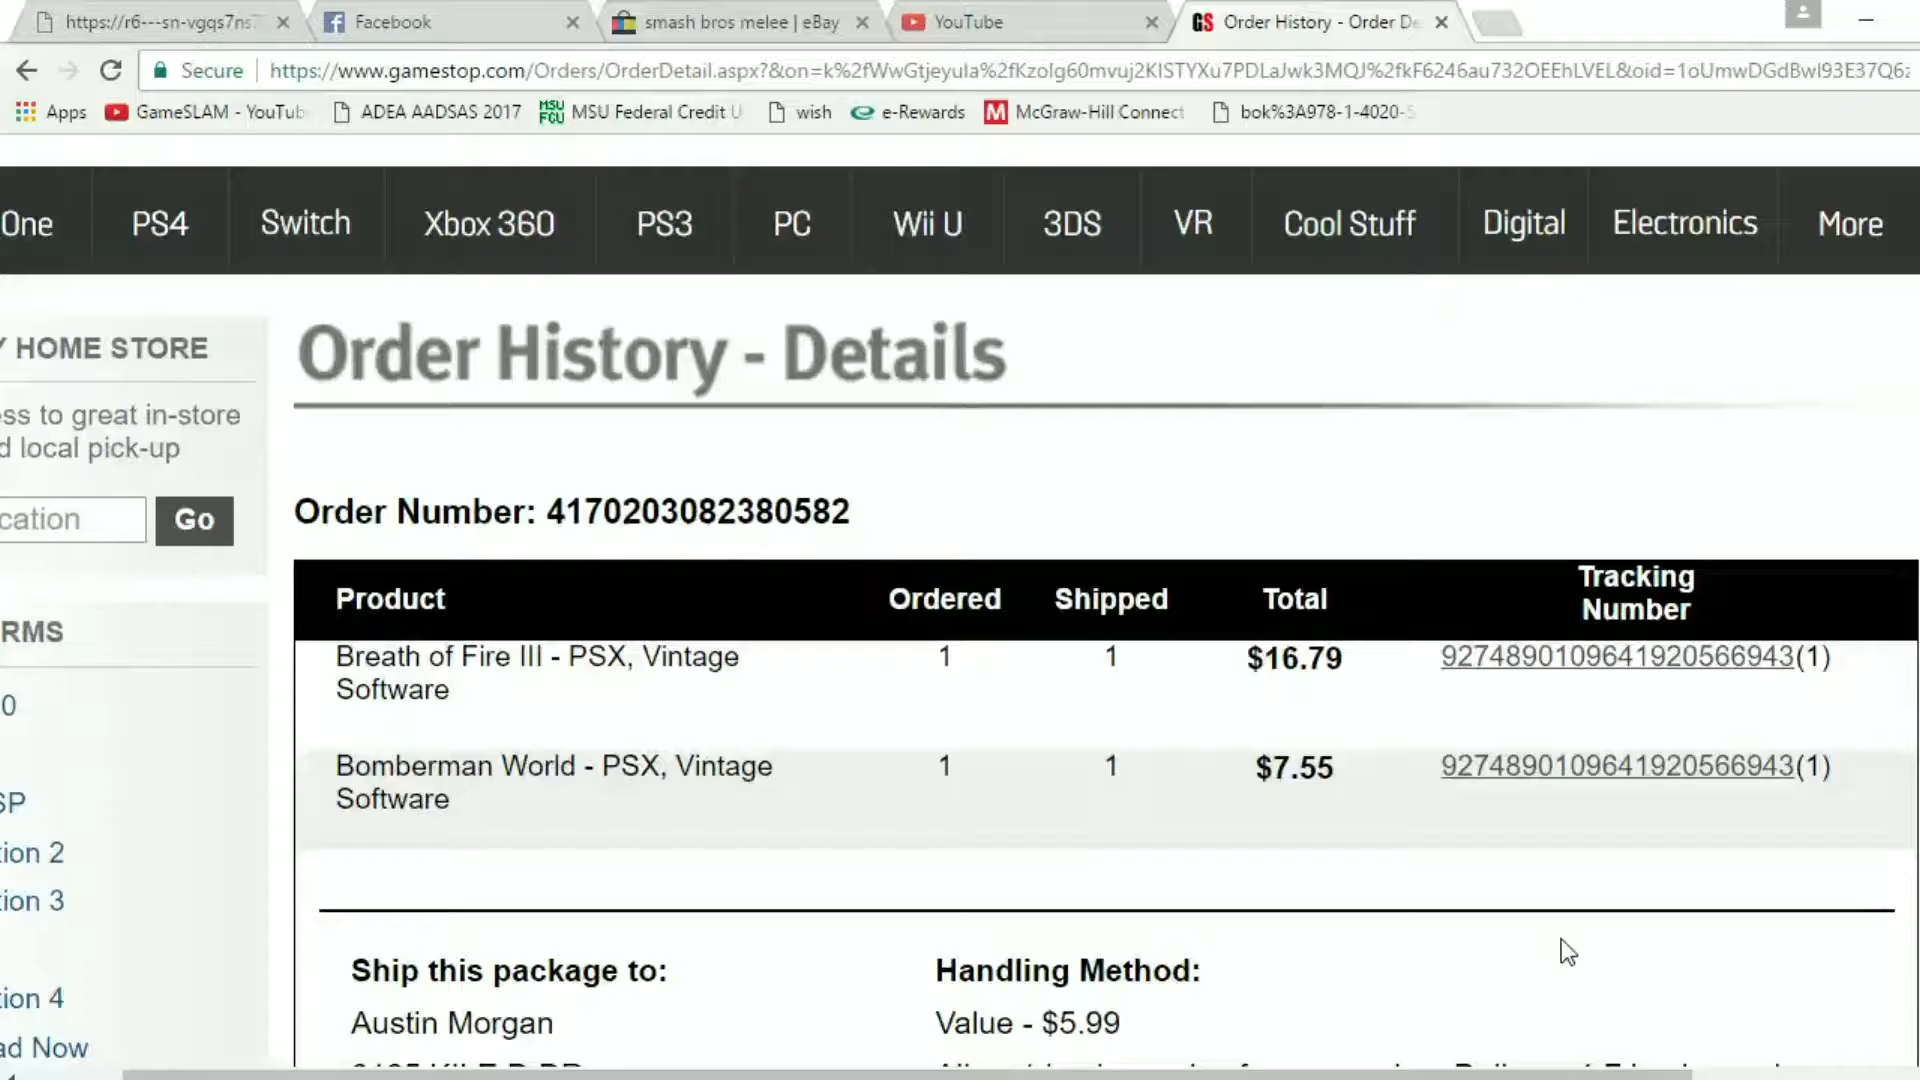 https://r6---sn-vgqs7ns
Facebook
smash bros melee | eBay
YouTube
Order History - Order De
Secure
https://www.gamestop.com/Orders/OrderDetail.aspx?&on=k%2fWwGtjeyula%2fKzolg60mvuj2KISTYXu7PDLaJwk3MQJ%2fkF6246au732OEEhLVEL&oid=1oUmwDGdBwI93E37Q6z
Apps
GameSLAM - YouTub
ADEA AADSAS 2017
MSU Federal Credit U
wish
e-Rewards
McGraw-Hill Connect
bok%3A978-1-4020-5
One PS4 Switch Xbox 360 PS3 PC Wii U 3DS VR Cool Stuff Digital Electronics More
Y HOME STORE
ess to great in-store
d local pick-up
cation
Go
RMS
0
SP
tion 2
tion 3
tion 4
ad Now
Order History - Details
Order Number: 4170203082380582
Product Ordered Shipped Total Tracking
Number
Breath of Fire III - PSX, Vintage 1 1 $16.79 9274890109641920566943(1)
Software
Bomberman World - PSX, Vintage 1 1 $7.55 9274890109641920566943(1)
Software
Ship this package to: Handling Method:
Austin Morgan Value - $5.99